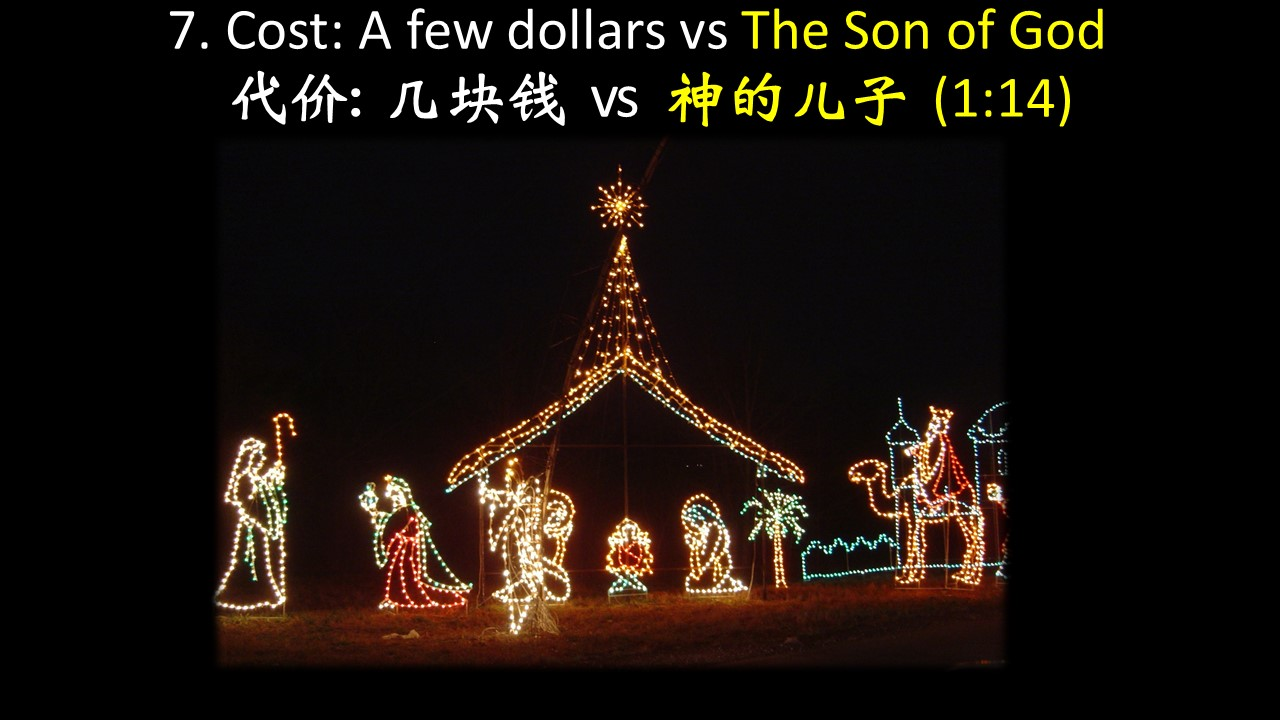 7. Cost: A few dollars vs The Son of God
代价: 几块钱 vs 神的儿子 (1:14)